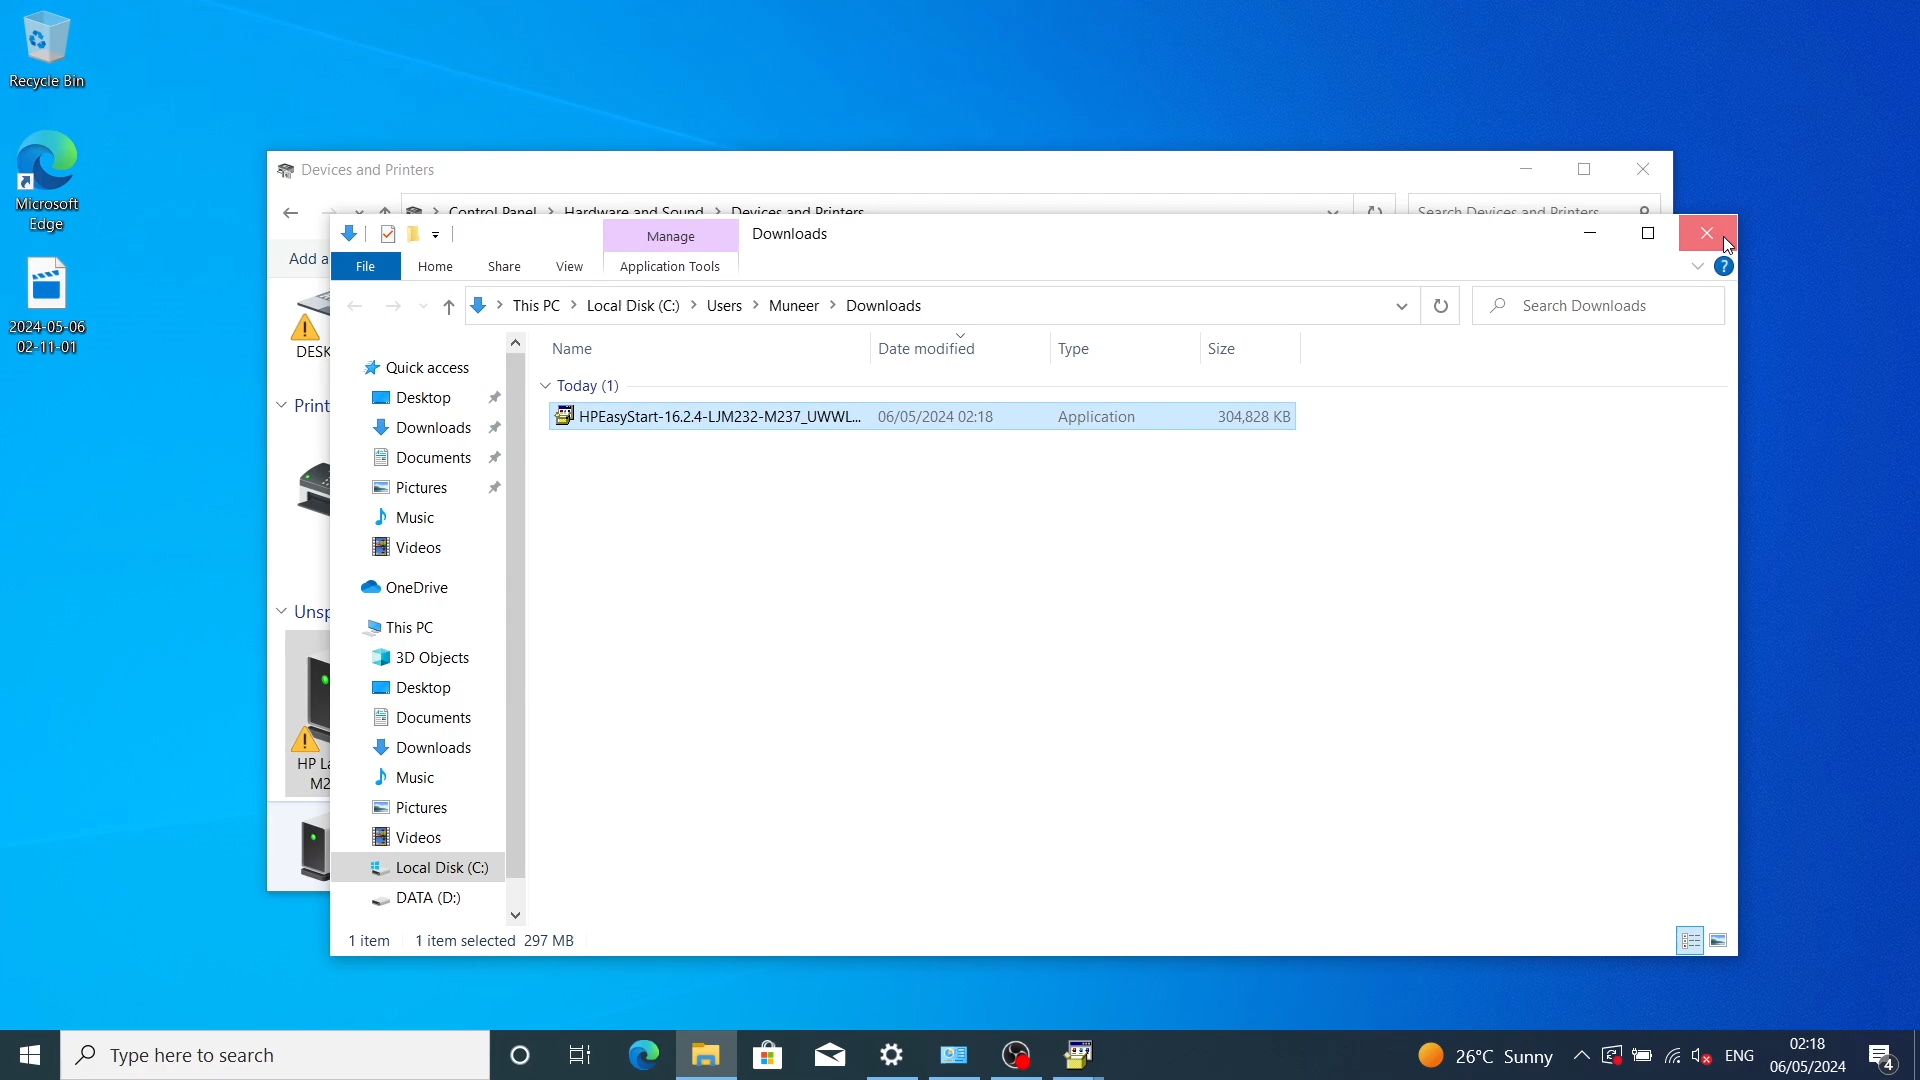 Recycle Bin
Microsoft
Edge
2024-05-06
02-11-01
Devices and Printers
Control Panel > Hardware and Sound > Devices and Printers
Search Devices and Printers
Add a
DESK
Print
Unsp
HP La
M2
Manage
Downloads
File
Home
Share
View
Application Tools
This PC > Local Disk (C:) > Users > Muneer > Downloads
Search Downloads
Name
Date modified
Type
Size
Today (1)
HPEasyStart-16.2.4-LJM232-M237_UWWL...
06/05/2024 02:18
Application
304,828 KB
Quick access
Desktop
Downloads
Documents
Pictures
Music
Videos
OneDrive
This PC
3D Objects
Desktop
Documents
Downloads
Music
Pictures
Videos
Local Disk (C:)
DATA (D:)
1 item
1 item selected 297 MB
Type here to search
26°C Sunny
ENG
02:18
06/05/2024
4